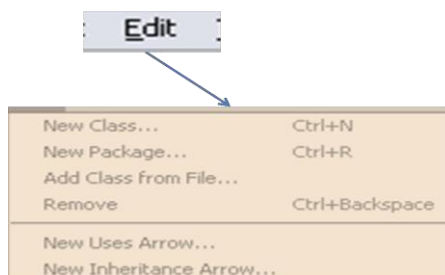 Edit
New Class... Ctrl+N
New Package... Ctrl+R
Add Class from File...
Remove Ctrl+Backspace
New Uses Arrow...
New Inheritance Arrow...